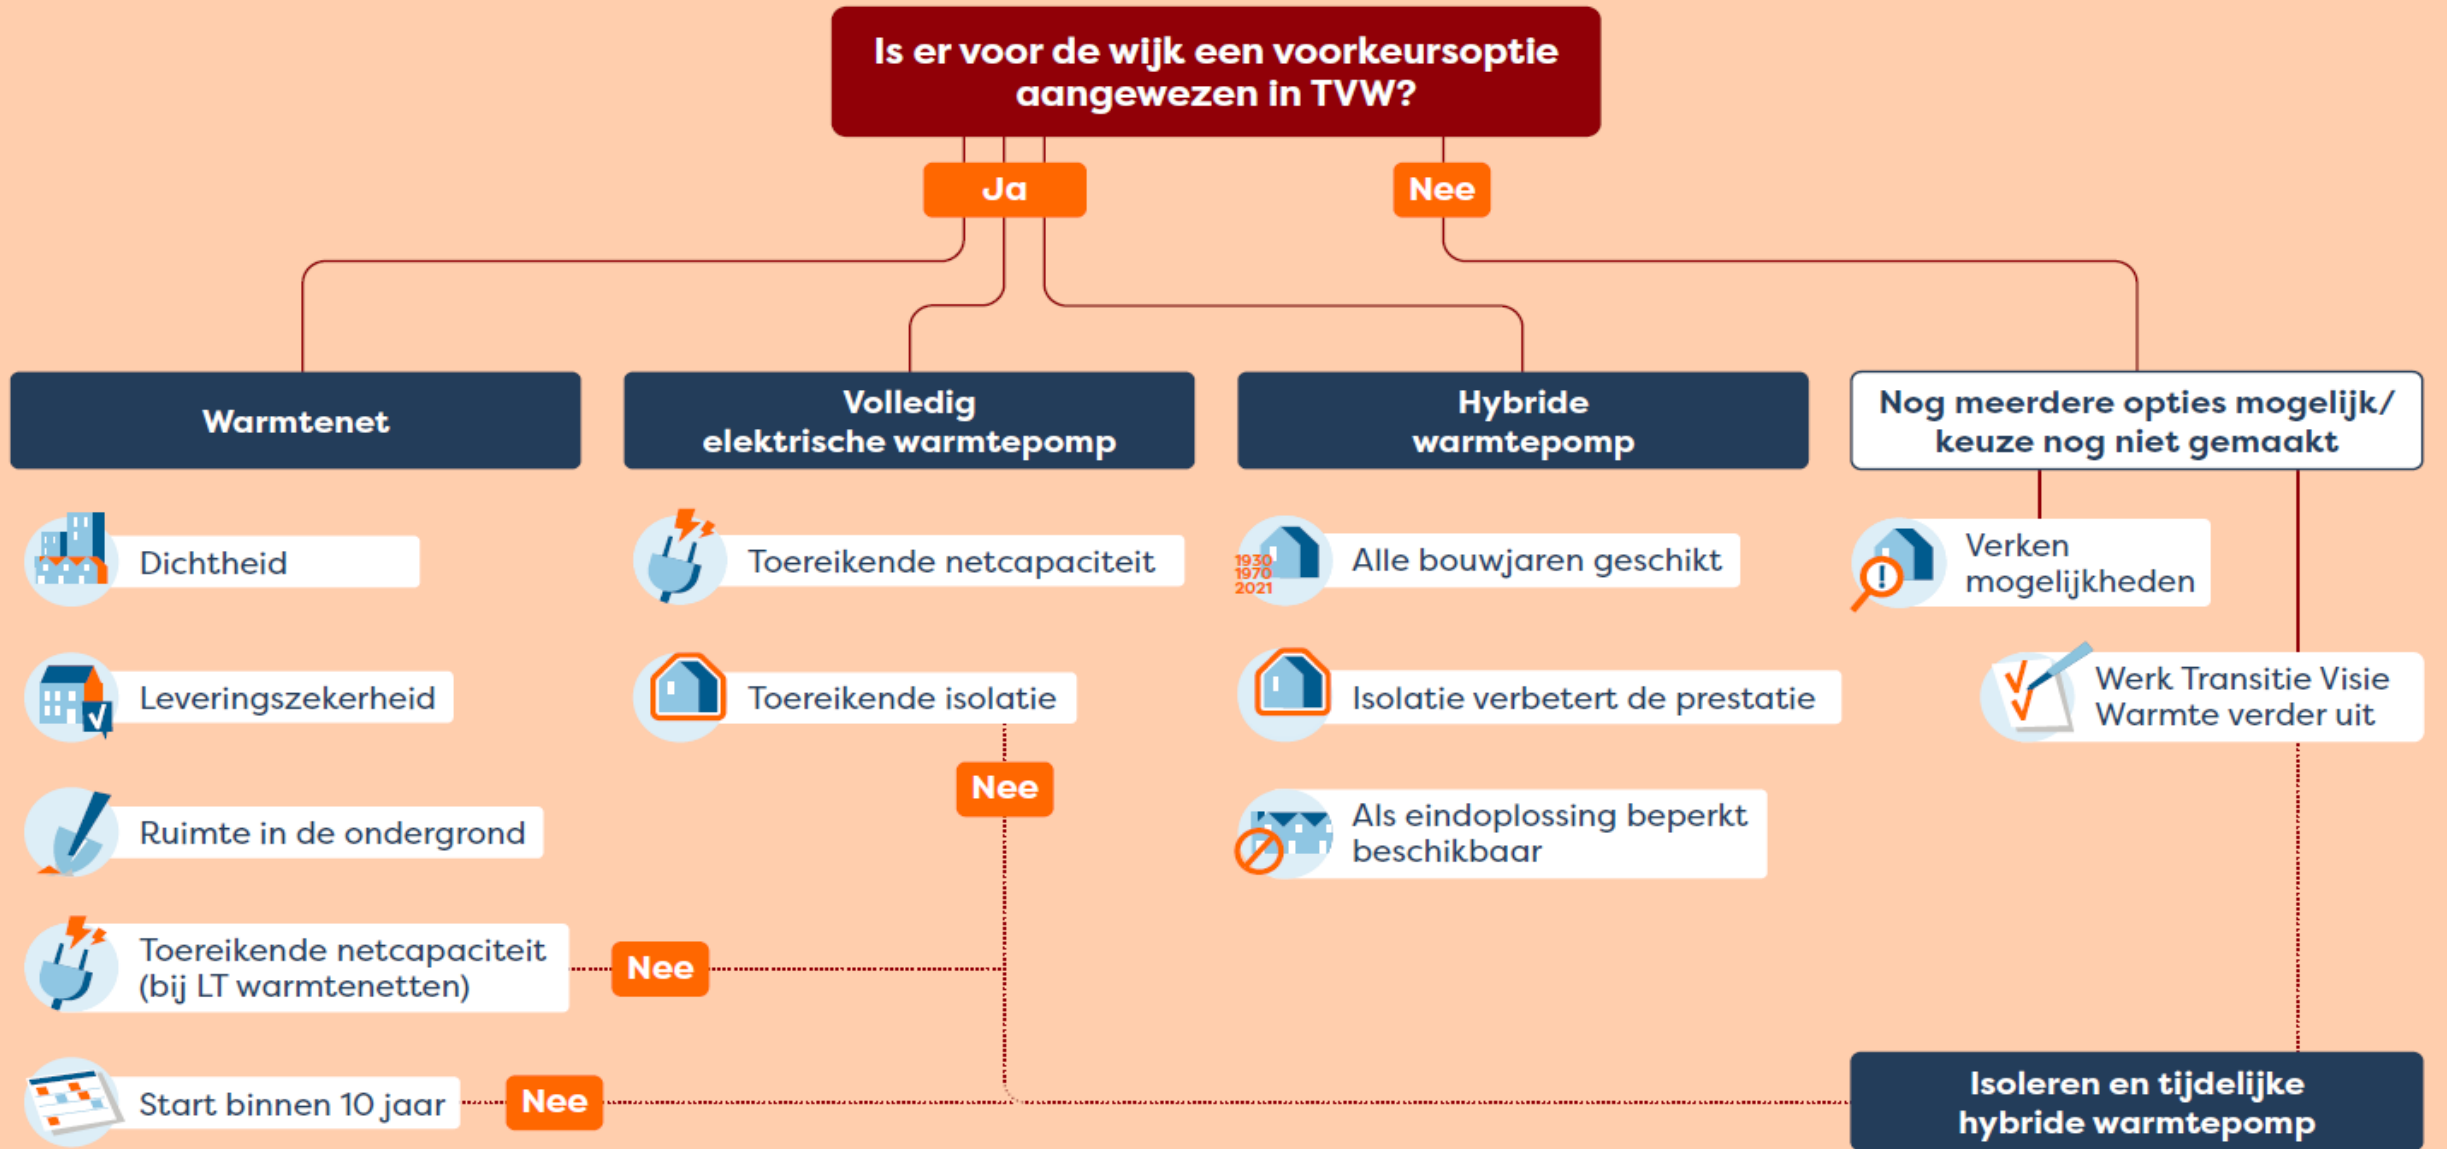 Is er voor de wijk een voorkeursoptie
aangewezen in TVW?
Ja
Nee
Warmtenet
Dichtheid
Leveringszekerheid
Ruimte in de ondergrond
Toereikende netcapaciteit
(bij LT warmtenetten)
Nee
Start binnen 10 jaar
Nee
Volledig
elektrische warmtepomp
Toereikende netcapaciteit
Toereikende isolatie
Nee
Hybride
warmtepomp
1930
1970
2021
Alle bouwjaren geschikt
Isolatie verbetert de prestatie
Als eindoplossing beperkt
beschikbaar
Nog meerdere opties mogelijk/
keuze nog niet gemaakt
Verken
mogelijkheden
Werk Transitie Visie
Warmte verder uit
Isoleren en tijdelijke
hybride warmtepomp